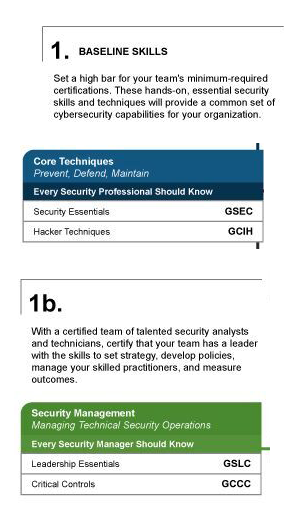 1. BASELINE SKILLS
Set a high bar for your team's minimum-required
certifications. These hands-on, essential security
skills and techniques will provide a common set of
cybersecurity capabilities for your organization.
Core Techniques
Prevent, Defend, Maintain
Every Security Professional Should Know
Security Essentials GSEC
Hacker Techniques GCIH
1b.
With a certified team of talented security analysts
and technicians, certify that your team has a leader
with the skills to set strategy, develop policies,
manage your skilled practitioners, and measure
outcomes.
Security Management
Managing Technical Security Operations
Every Security Manager Should Know
Leadership Essentials GSLC
Critical Controls GCCC